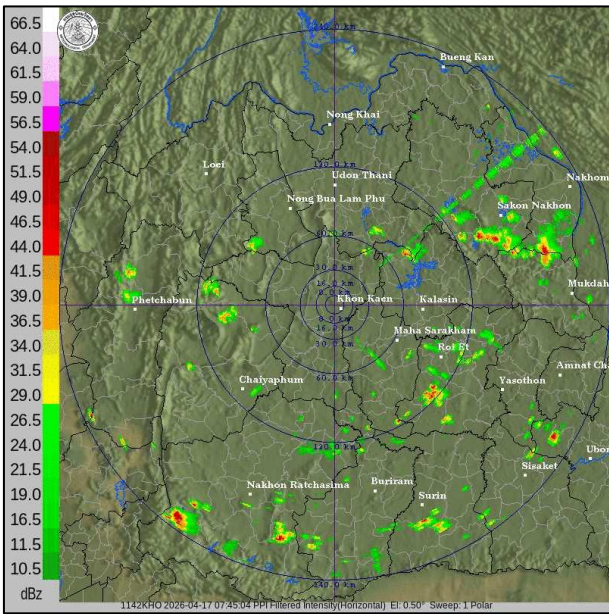 66.5
64.0
61.5
59.0
56.5
54.0
51.5
49.0
46.5
44.0
41.5
39.0
36.5
34.0
31.5
29.0
26.5
24.0
21.5
19.0
16.5
15.5
10.5
dBz
Bueng Kan
Nong Khai
Loei
Udon Thani
Nakhom
Nong Bua Lam Phu
Sakon Nakhon
Mukdah
Phetchabun
Khon Kaen
Kalasin
Maha Sarakham
Roi Et
Amnat Cha
Chaiyaphum
Yasothon
Ubor
Sisaket
Nakhon Ratchasima
Buriram
Surin
1142KHO 2026-04-17 07:45:04 PPI Filtered Intensity(Horizontal) El: 0.50° Sweep: 1 Polar